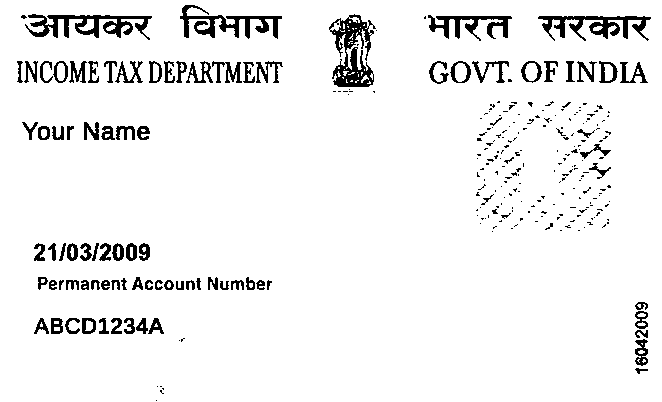 आयकर विभाग
भारत सरकार
INCOME TAX DEPARTMENT
GOVT. OF INDIA
Your Name
21/03/2009
Permanent Account Number
ABCD1234A
16042009